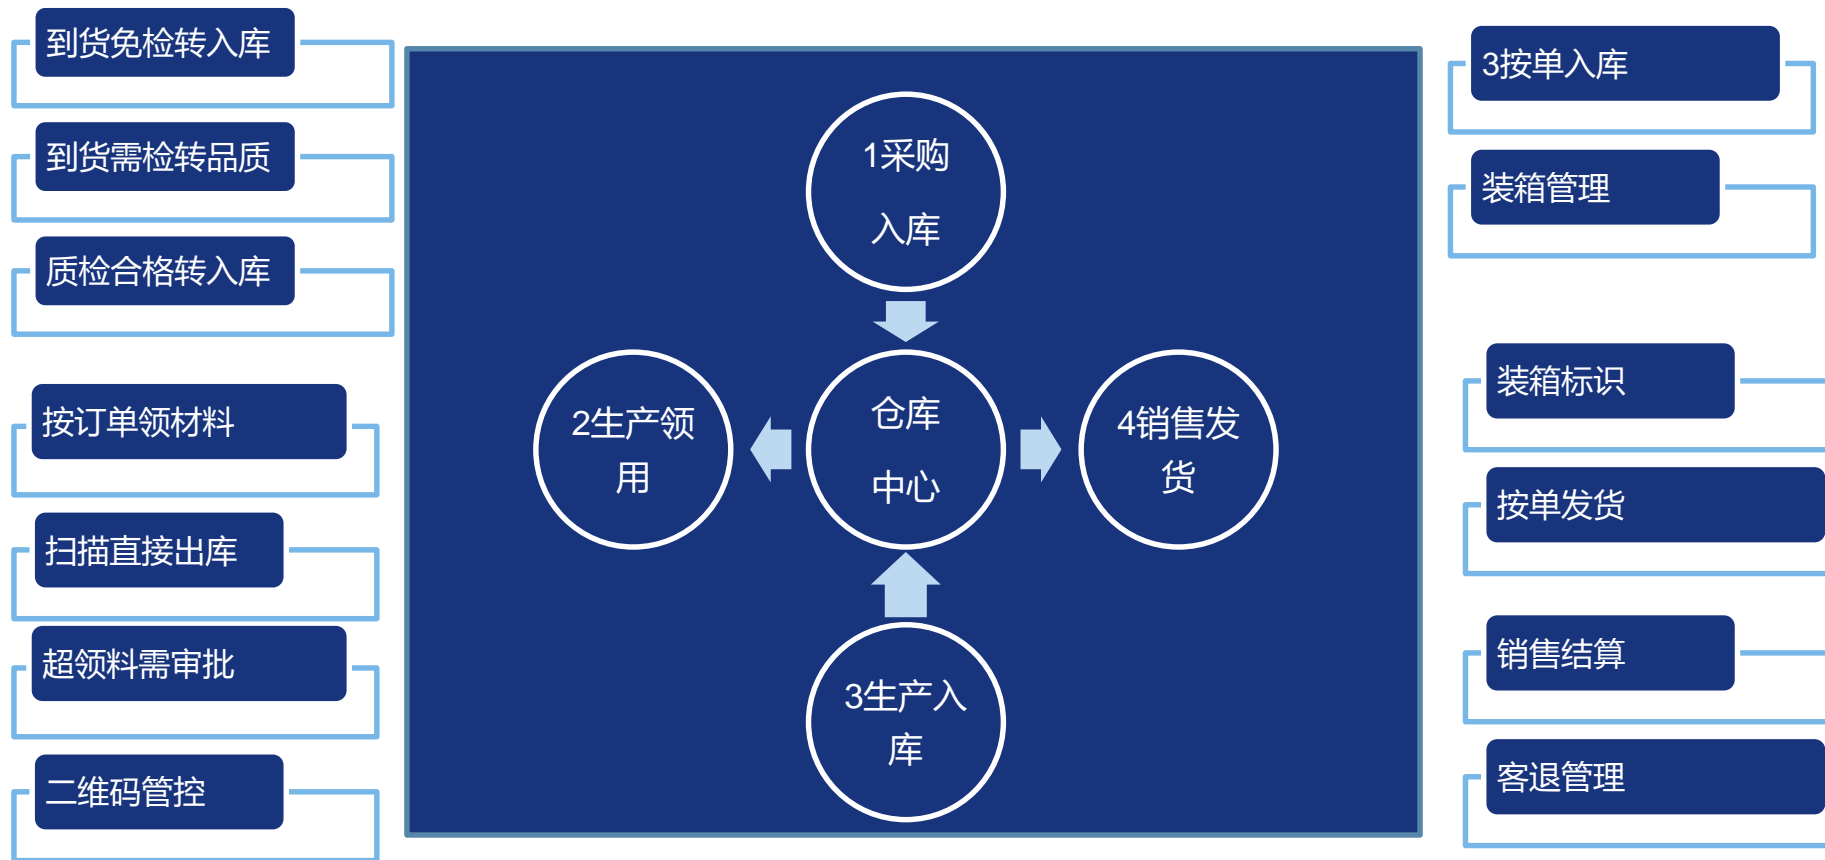 到货免检转入库
到货需检转品质
质检合格转入库
按订单领材料
扫描直接出库
超领料需审批
二维码管控
1采购
入库
2生产领
用
仓库
中心
4销售发
货
3生产入
库
3按单入库
装箱管理
装箱标识
按单发货
销售结算
客退管理